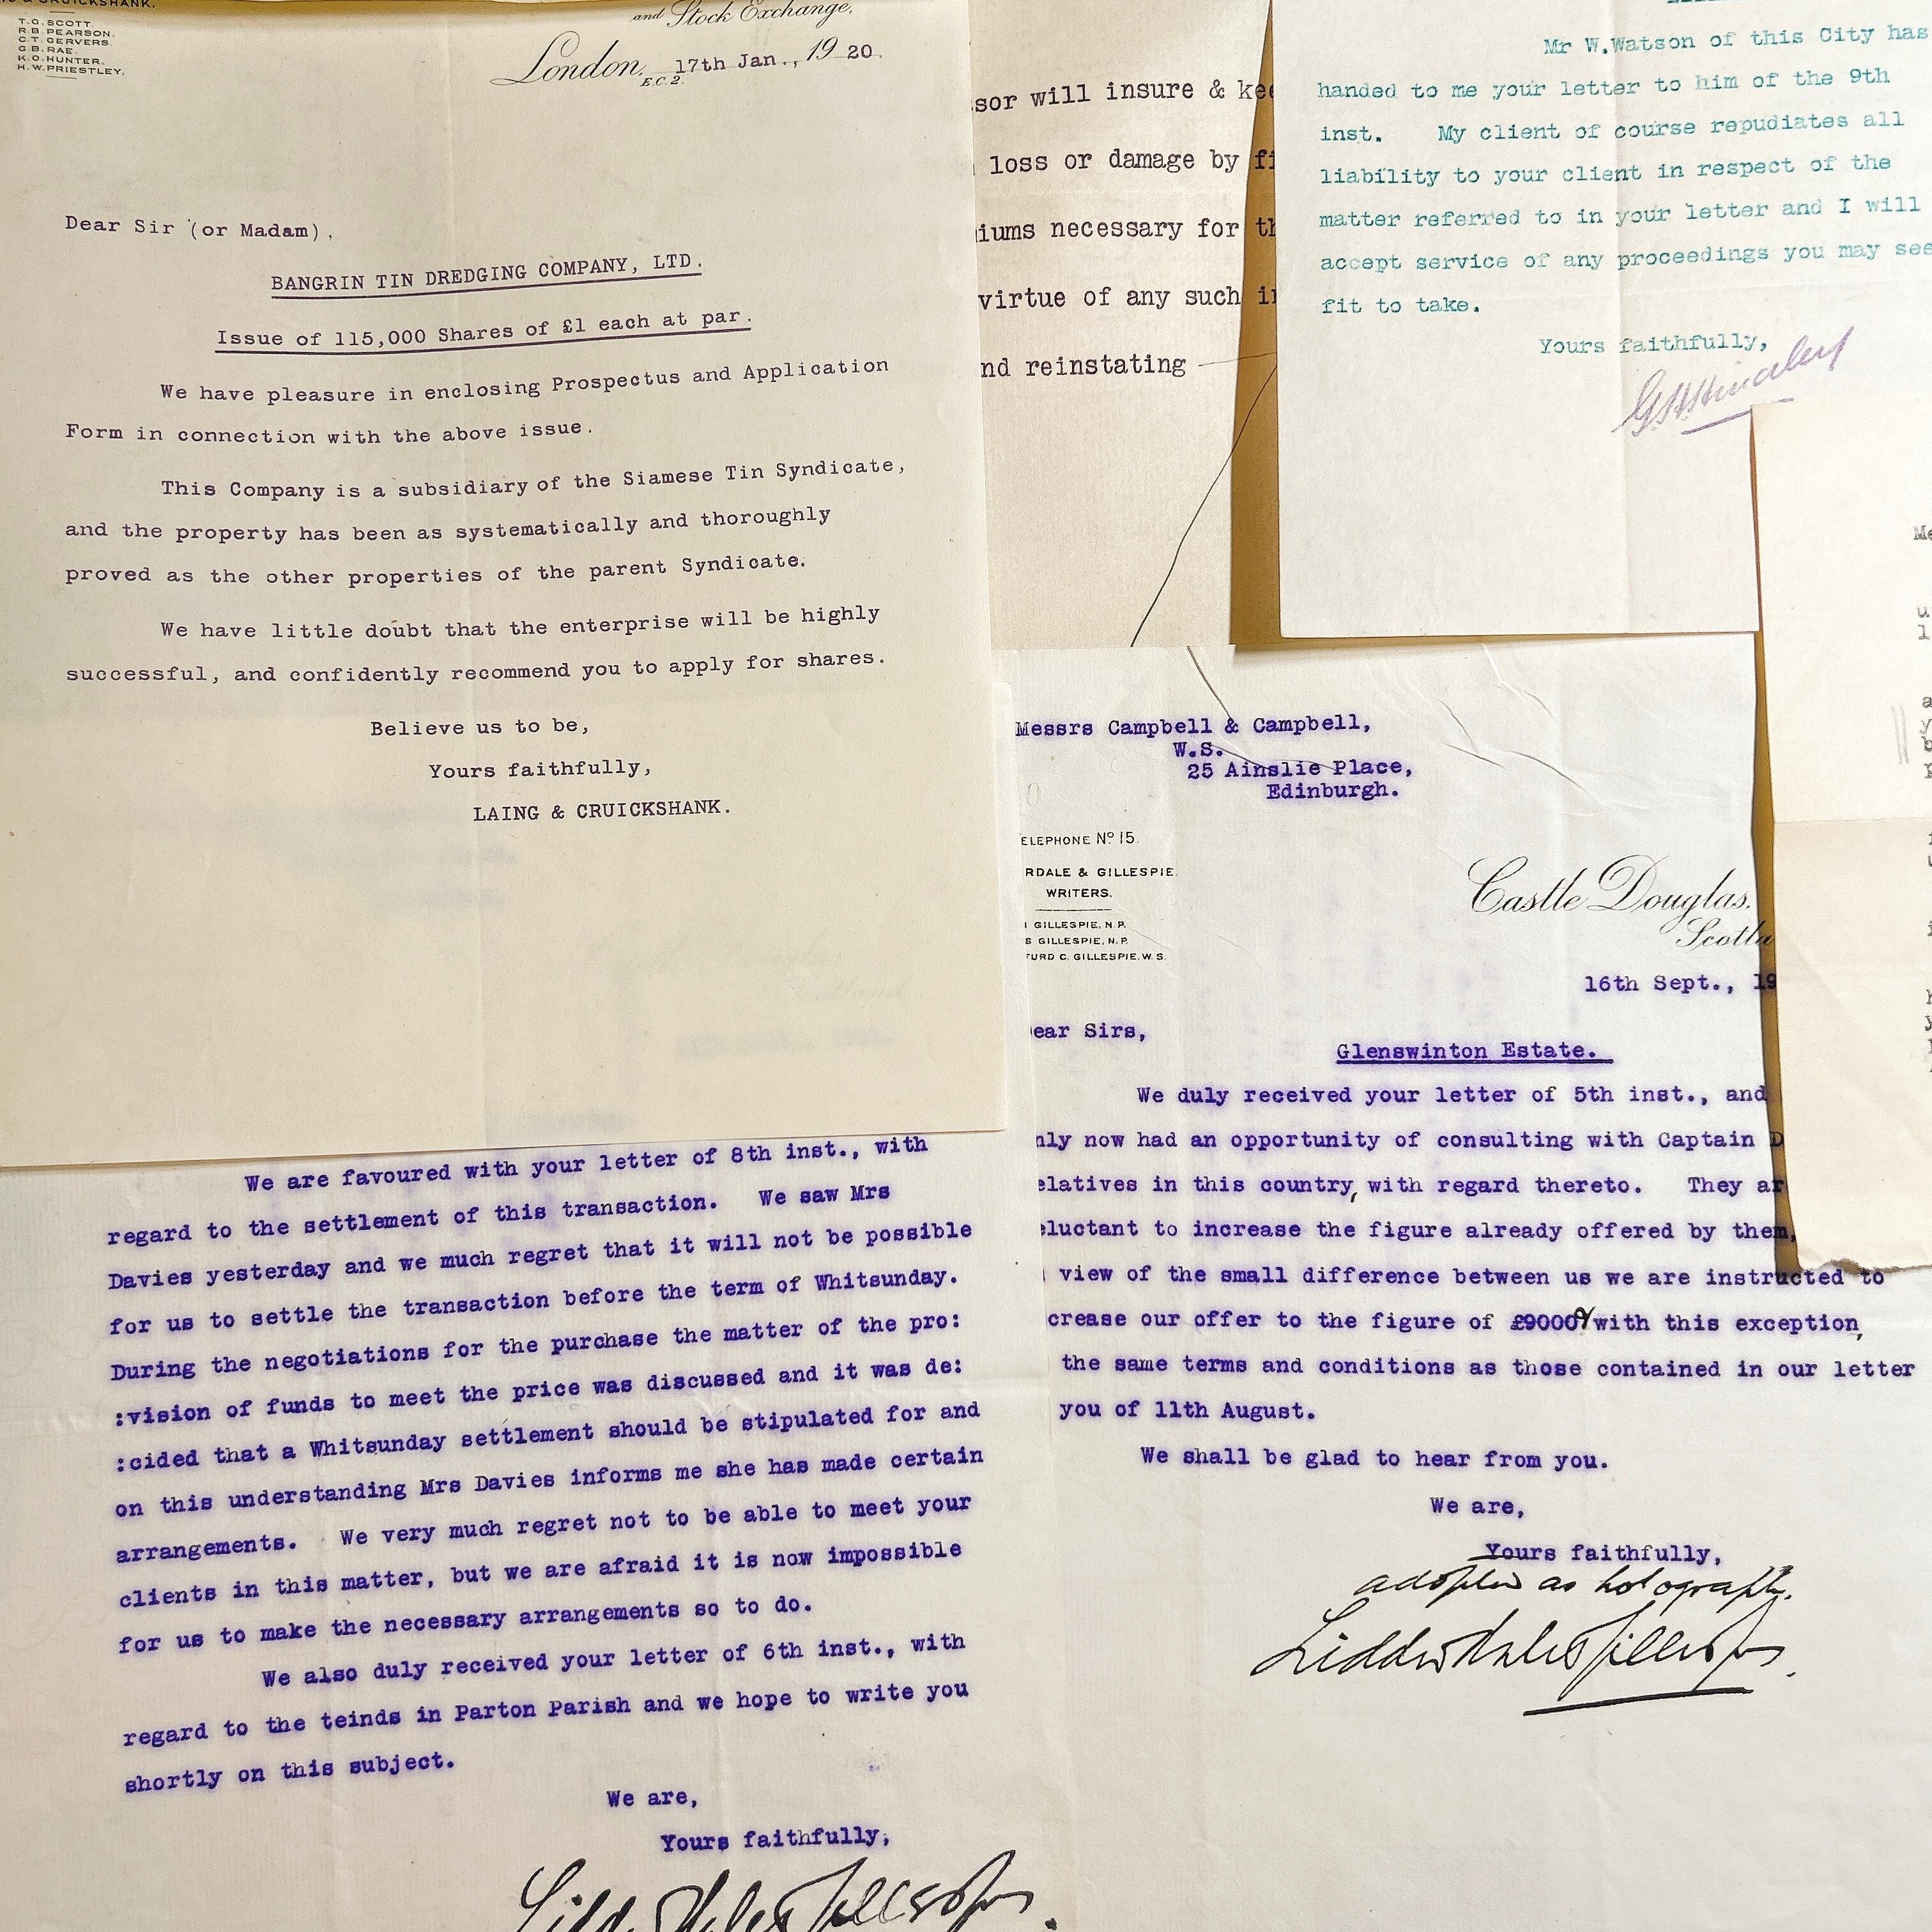 & CRUICKSHANK.
T.O. SCOTT.
R.B. PEARSON.
C.T. GERVERS.
G.B. RAE.
K.O. HUNTER.
H.W. PRIESTLEY.
and Stock Exchange,
London, E.C.2. 17th Jan., 19 20.
Dear Sir (or Madam),
BANGRIN TIN DREDGING COMPANY, LTD.
Issue of 115,000 Shares of £1 each at par.
We have pleasure in enclosing Prospectus and Application
Form in connection with the above issue.
This Company is a subsidiary of the Siamese Tin Syndicate,
and the property has been as systematically and thoroughly
proved as the other properties of the parent Syndicate.
We have little doubt that the enterprise will be highly
successful, and confidently recommend you to apply for shares.
Believe us to be,
Yours faithfully,
LAING & CRUICKSHANK.
sor will insure & kee
loss or damage by fi
iums necessary for th
virtue of any such in
nd reinstating
Mr W.Watson of this City has
handed to me your letter to him of the 9th
inst. My client of course repudiates all
liability to your client in respect of the
matter referred to in your letter and I will
accept service of any proceedings you may see
fit to take.
Yours faithfully,
Messrs Campbell & Campbell,
W.S.
25 Ainslie Place,
Edinburgh.
ELEPHONE Nº 15.
RDALE & GILLESPIE.
WRITERS.
GILLESPIE, N.P.
S GILLESPIE, N.P.
FURD C. GILLESPIE. W.S.
Castle Douglas,
Scotla
16th Sept., 19
ear Sirs,
Glenswinton Estate.
We duly received your letter of 5th inst., and
nly now had an opportunity of consulting with Captain D
elatives in this country, with regard thereto. They ar
eluctant to increase the figure already offered by them,
view of the small difference between us we are instructed to
crease our offer to the figure of £9000 with this exception,
the same terms and conditions as those contained in our letter
you of 11th August.
We shall be glad to hear from you.
We are,
Yours faithfully,
adopted as holograph.
We are favoured with your letter of 8th inst., with
regard to the settlement of this transaction. We saw Mrs
Davies yesterday and we much regret that it will not be possible
for us to settle the transaction before the term of Whitsunday.
During the negotiations for the purchase the matter of the pro:
:vision of funds to meet the price was discussed and it was de:
:cided that a Whitsunday settlement should be stipulated for and
on this understanding Mrs Davies informs me she has made certain
arrangements. We very much regret not to be able to meet your
clients in this matter, but we are afraid it is now impossible
for us to make the necessary arrangements so to do.
We also duly received your letter of 6th inst., with
regard to the teinds in Parton Parish and we hope to write you
shortly on this subject.
We are,
Yours faithfully,